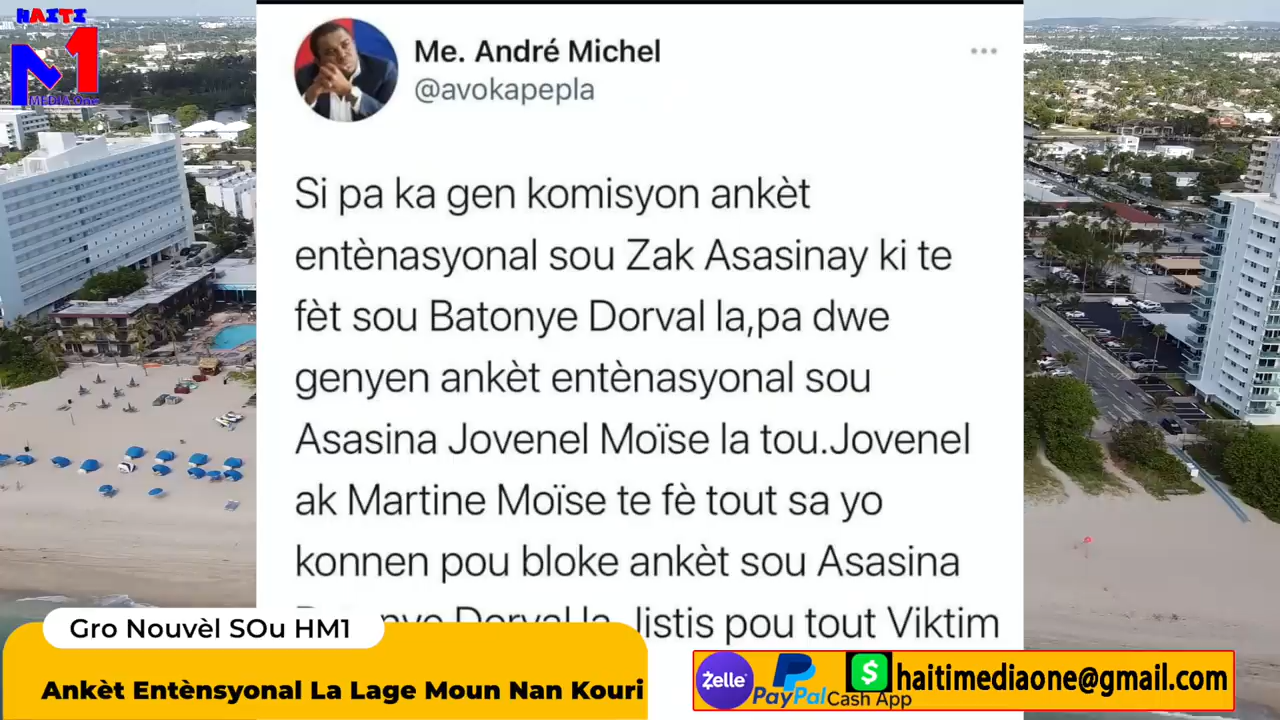 HAITI
M1
MEDIA One
Me. André Michel
@avokapepla
Si pa ka gen komisyon ankèt
entènasyonal sou Zak Asasinay ki te
fèt sou Batonye Dorval la,pa dwe
genyen ankèt entènasyonal sou
Asasina Jovenel Moïse la tou.Jovenel
ak Martine Moïse te fè tout sa yo
konnen pou bloke ankèt sou Asasina
Dorval la. Jistis pou tout Viktim
Gro Nouvèl SOu HM1
Ankèt Entènsyonal La Lage Moun Nan Kouri
Zelle
PayPal
$
Cash App
haitimediaone@gmail.com